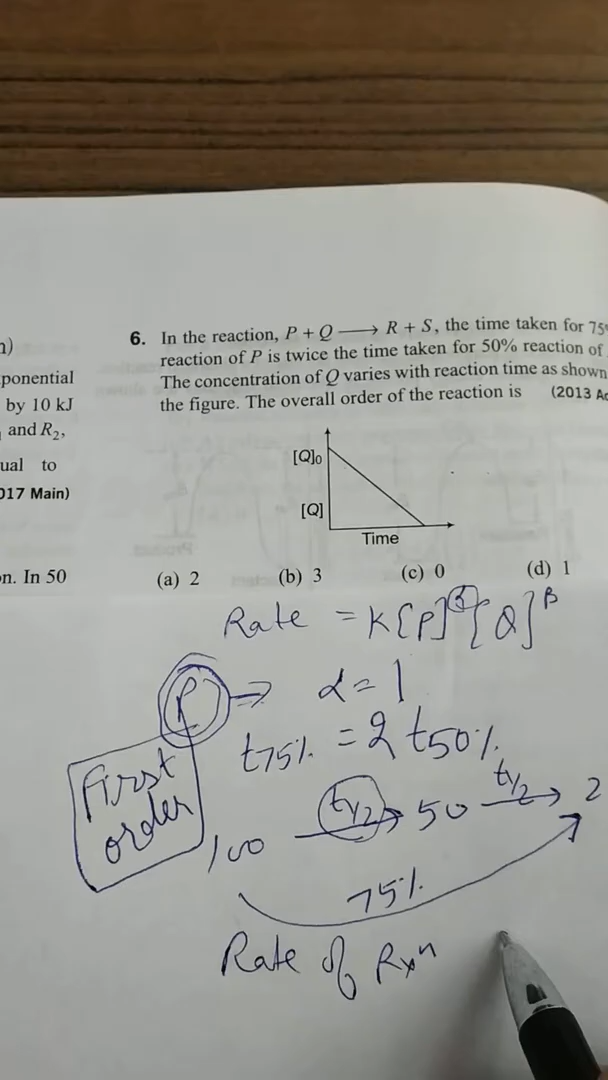 n)
ponential
by 10 kJ
and R₂,
ual to
017 Main)
n. In 50
6. In the reaction, P + Q ⟶ R + S, the time taken for 75
reaction of P is twice the time taken for 50% reaction of
The concentration of Q varies with reaction time as shown
the figure. The overall order of the reaction is (2013 Ad
[Q]₀
[Q]
Time
(a) 2 (b) 3 (c) 0 (d) 1
Rate = K[P]^α [Q]^β
P → α = 1
t75% = 2 t50%
First
order
100 t1/2→ 50 t1/2→ 2
75%
Rate of Rxn